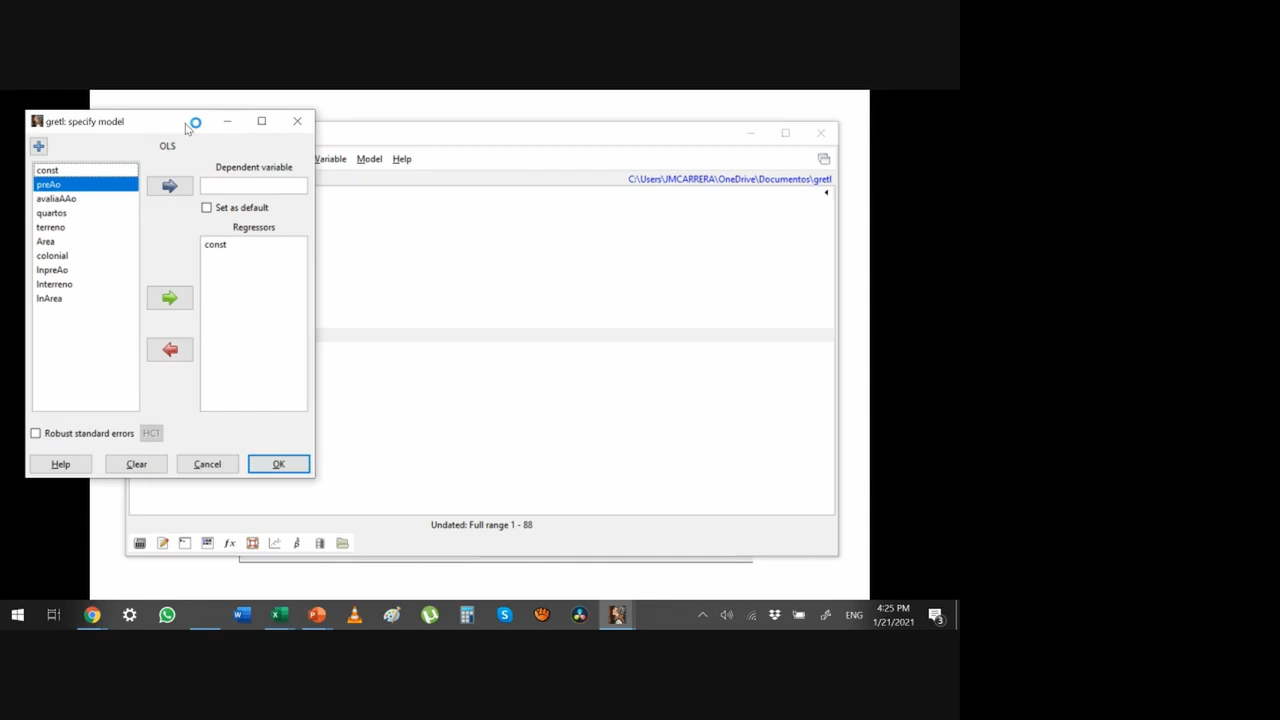 gretl: specify model
OLS
const
preAo
avaliaAAo
quartos
terreno
Area
colonial
lnpreAo
lnterreno
lnArea
Dependent variable
Set as default
Regressors
const
Robust standard errors HC1
Help Clear Cancel OK
Variable Model Help
C:\Users\JMCARRERA\OneDrive\Documentos\gretl
Undated: Full range 1 - 88
ENG
4:25 PM
1/21/2021
3